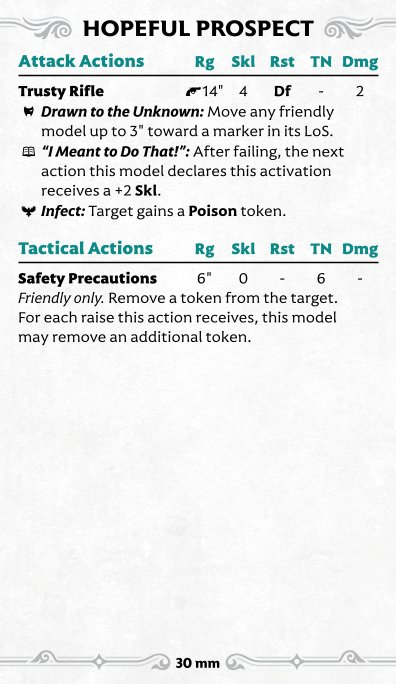 HOPEFUL PROSPECT
Attack Actions Rg Skl Rst TN Dmg
Trusty Rifle 14" 4 Df - 2
Drawn to the Unknown: Move any friendly
model up to 3" toward a marker in its LoS.
“I Meant to Do That!”: After failing, the next
action this model declares this activation
receives a +2 Skl.
Infect: Target gains a Poison token.
Tactical Actions Rg Skl Rst TN Dmg
Safety Precautions 6" 0 - 6 -
Friendly only. Remove a token from the target.
For each raise this action receives, this model
may remove an additional token.
30 mm